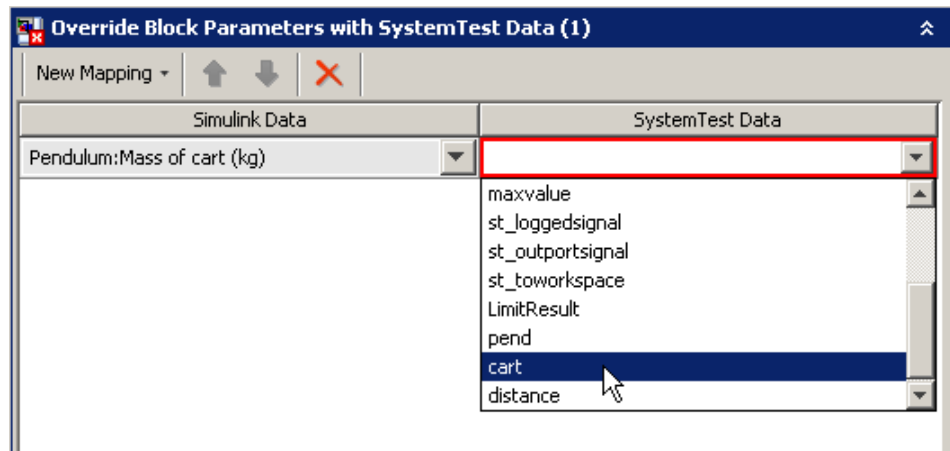 Override Block Parameters with SystemTest Data (1)
New Mapping
Simulink Data SystemTest Data
Pendulum:Mass of cart (kg)
maxvalue
st_loggedsignal
st_outportsignal
st_toworkspace
LimitResult
pend
cart
distance